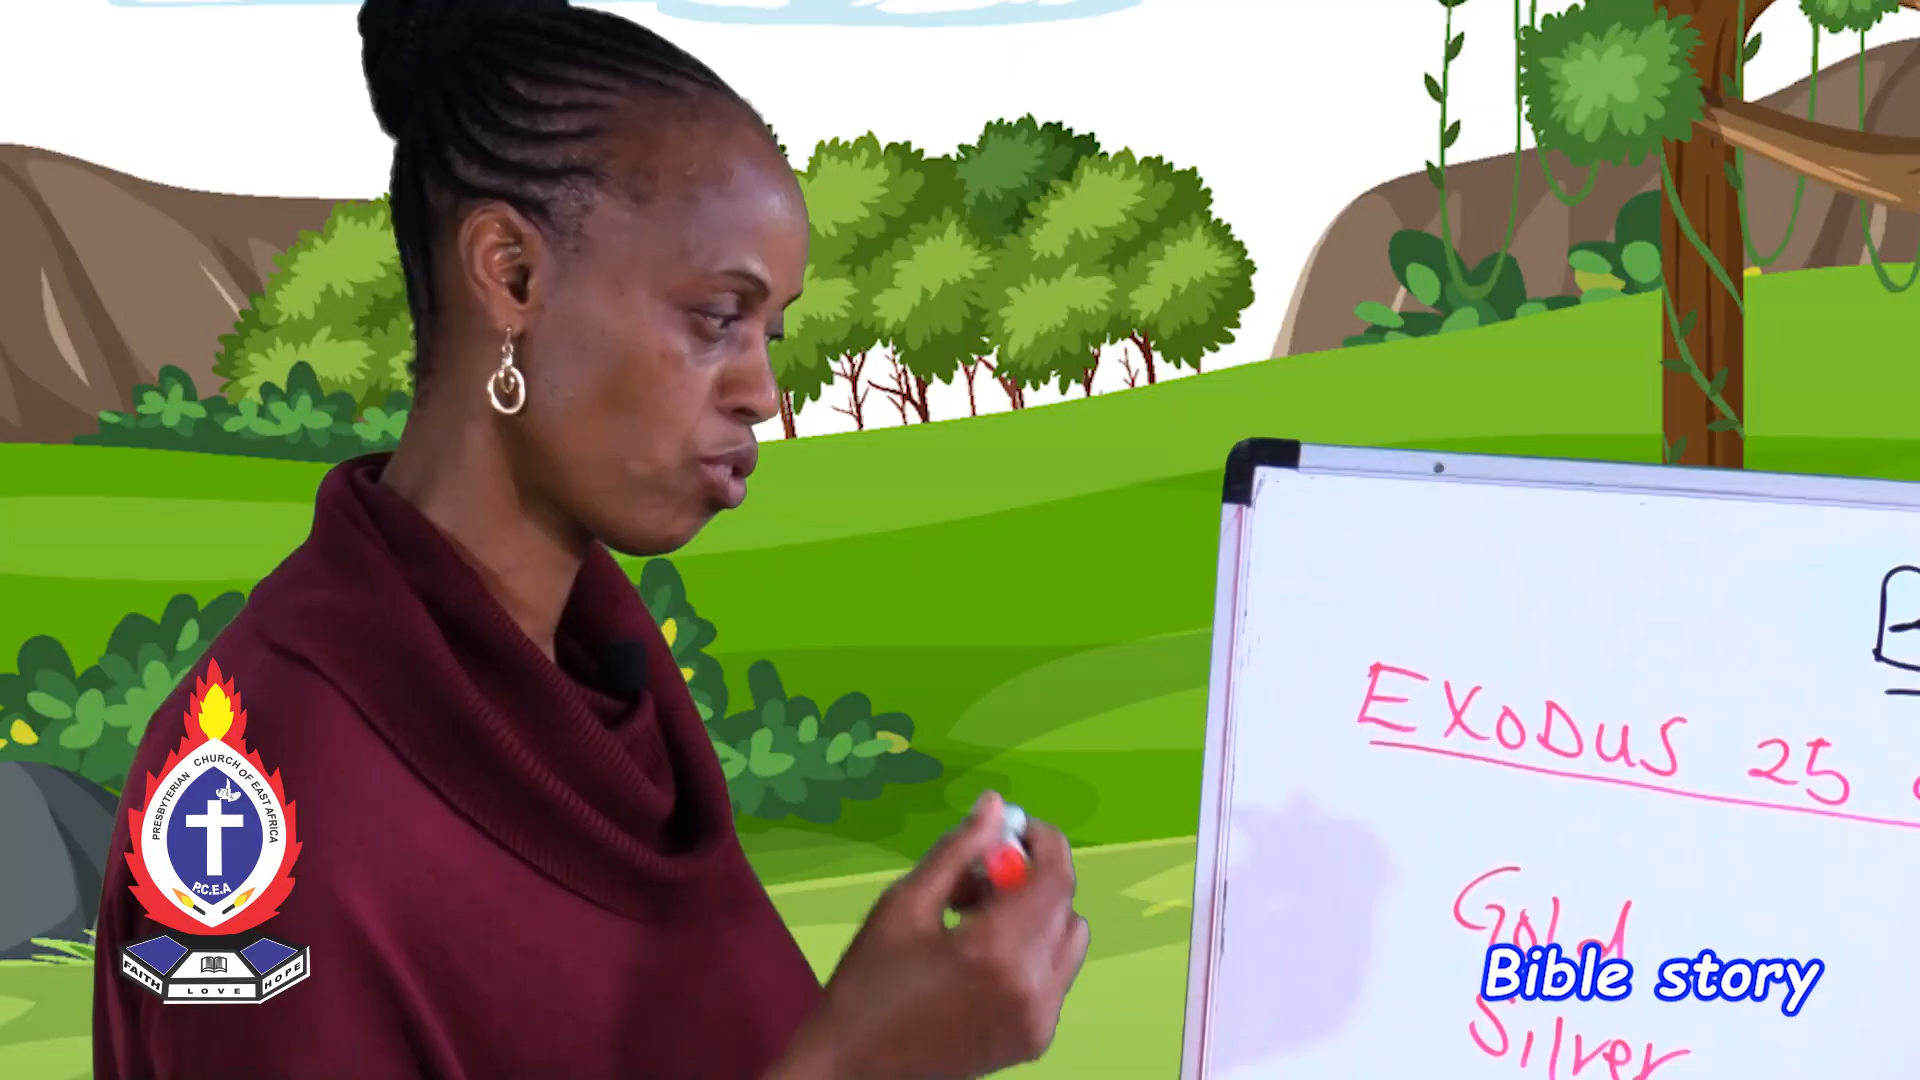 EXODUS 25
Gold
Silver
Bible story
PRESBYTERIAN CHURCH OF EAST AFRICA
P.C.E.A
FAITH
LOVE
HOPE